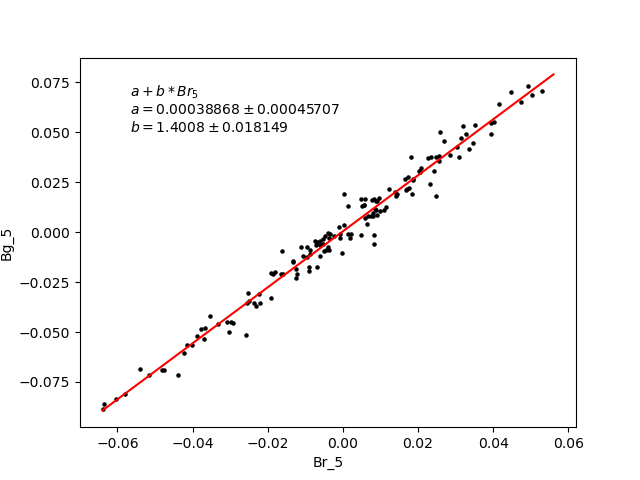 a + b * Br₅
a = 0.00038868 ± 0.00045707
b = 1.4008 ± 0.018149
0.075
0.050
0.025
0.000
−0.025
−0.050
−0.075
Bg_5
−0.06 −0.04 −0.02 0.00 0.02 0.04 0.06
Br_5